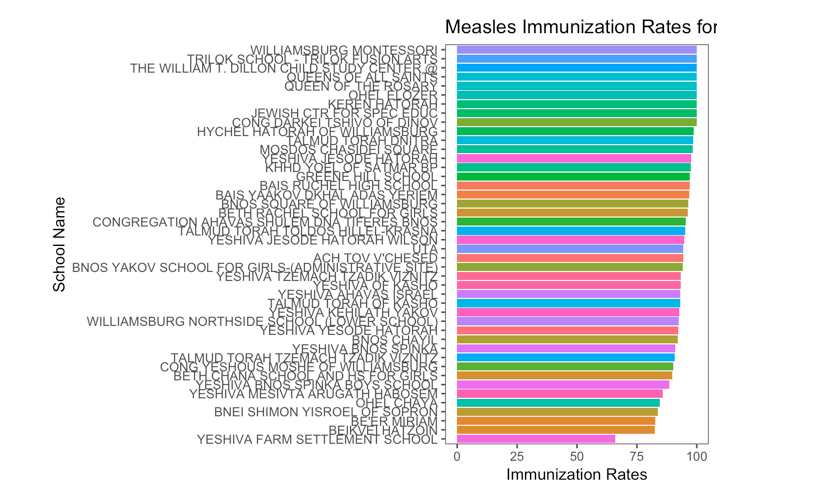 Measles Immunization Rates for
WILLIAMSBURG MONTESSORI
TRILOK SCHOOL - TRILOK FUSION ARTS
THE WILLIAM T. DILLON CHILD STUDY CENTER @
QUEENS OF ALL SAINTS
QUEEN OF THE ROSARY
OHEL ELOZER
KEREN HATORAH
JEWISH CTR FOR SPEC EDUC
CONG DARKEI TSHIVO OF DINOV
HYCHEL HATORAH OF WILLIAMSBURG
TALMUD TORAH DNITRA
MOSDOS CHASIDEI SQUARE
YESHIVA JESODE HATORAH
KHHD YOEL OF SATMAR BP
GREENE HILL SCHOOL
BAIS RUCHEL HIGH SCHOOL
BAIS YAAKOV DKHAL ADAS YERIEM
BNOS SQUARE OF WILLIAMSBURG
BETH RACHEL SCHOOL FOR GIRLS
CONGREGATION AHAVAS SHULEM DNA TIFERES BNOS
TALMUD TORAH TOLDOS HILLEL-KRASNA
YESHIVA JESODE HATORAH WILSON
UTA
ACH TOV V'CHESED
BNOS YAKOV SCHOOL FOR GIRLS-(ADMINISTRATIVE SITE)
YESHIVA TZEMACH TZADIK VIZNITZ
YESHIVA OF KASHO
YESHIVA AHAVAS ISRAEL
TALMUD TORAH OF KASHO
YESHIVA KEHILATH YAKOV
WILLIAMSBURG NORTHSIDE SCHOOL (LOWER SCHOOL)
YESHIVA YESODE HATORAH
BNOS CHAYIL
YESHIVA BNOS SPINKA
TALMUD TORAH TZEMACH TZADIK VIZNITZ
CONG YESHOUS MOSHE OF WILLIAMSBURG
BETH CHANA SCHOOL AND HS FOR GIRLS
YESHIVA BNOS SPINKA BOYS SCHOOL
YESHIVA MESIVTA ARUGATH HABOSEM
OHEL CHAYA
BNEI SHIMON YISROEL OF SOPRON
BE'ER MIRIAM
BEIKVEI HATZOIN
YESHIVA FARM SETTLEMENT SCHOOL
School Name
0 25 50 75 100
Immunization Rates